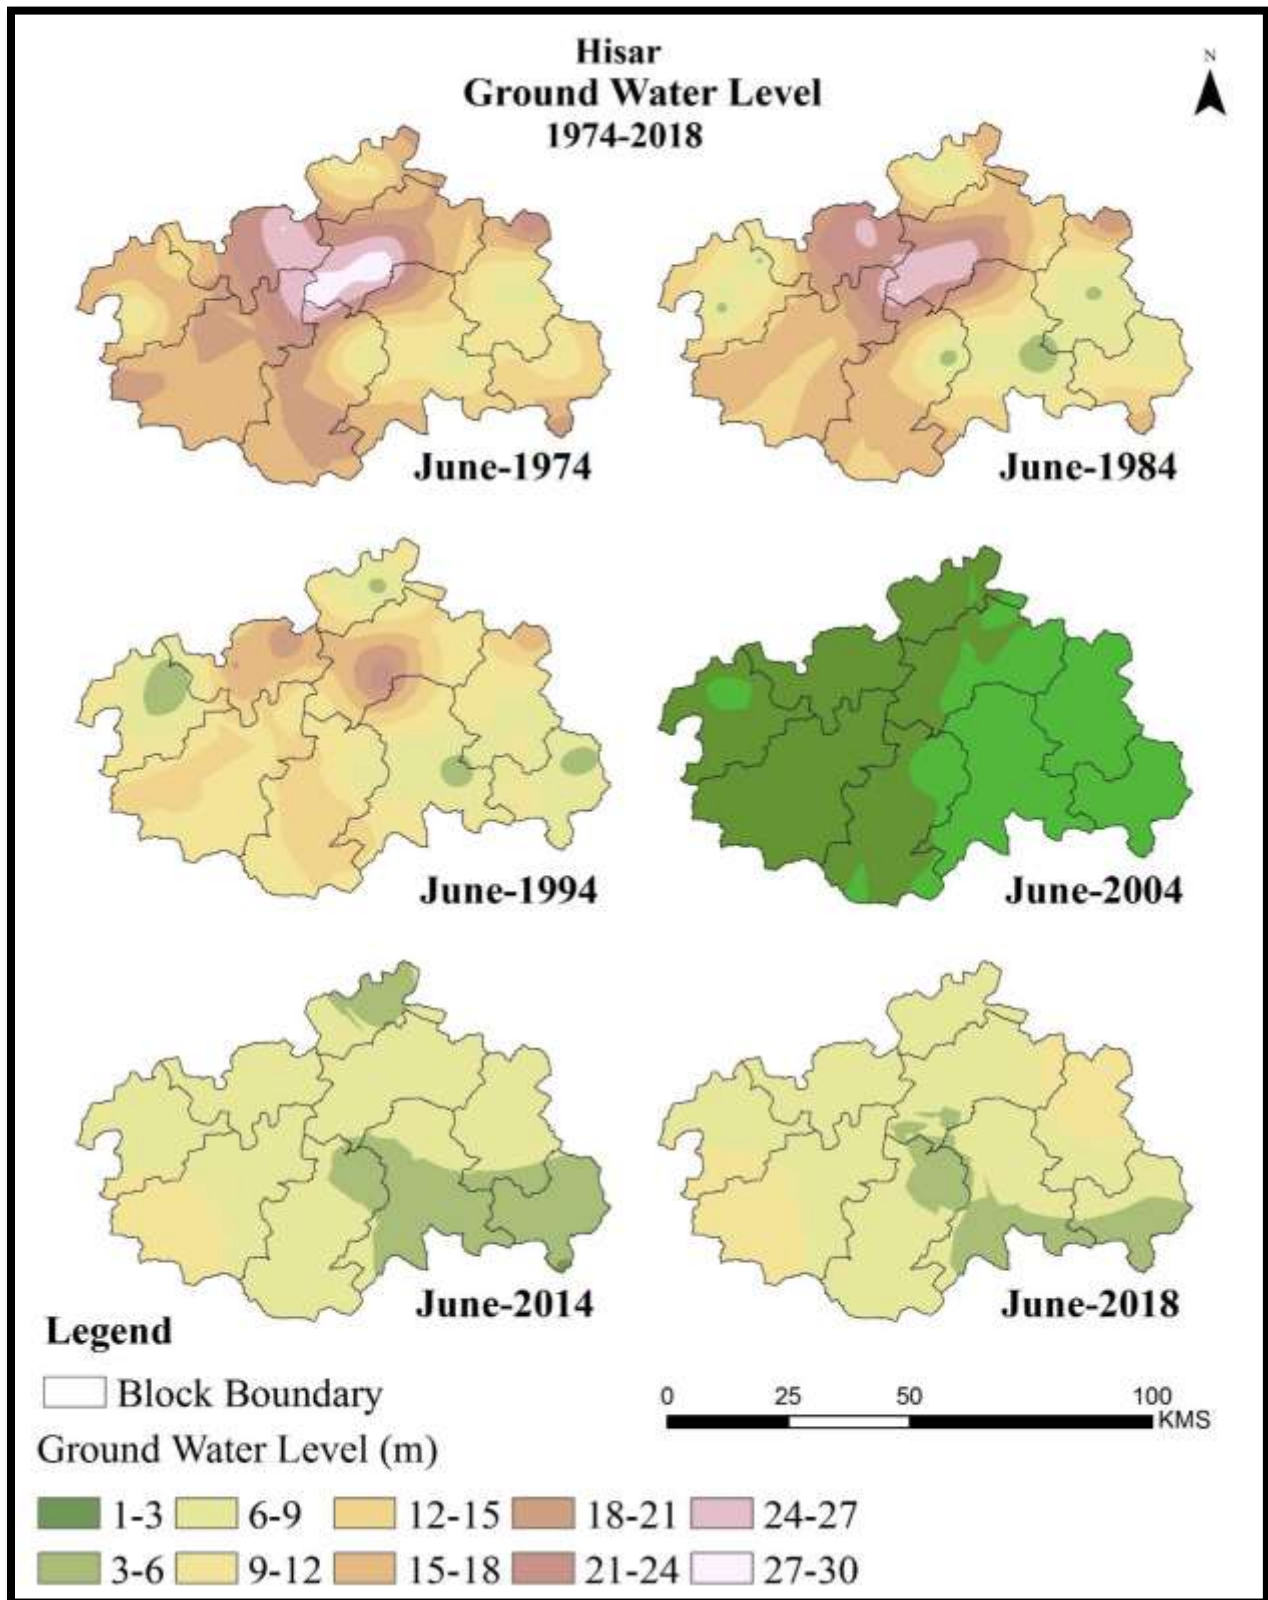 Hisar
Ground Water Level
1974-2018
N
June-1974
June-1984
June-1994
June-2004
June-2014
June-2018
Legend
Block Boundary
0 25 50 100
KMS
Ground Water Level (m)
1-3 6-9 12-15 18-21 24-27
3-6 9-12 15-18 21-24 27-30